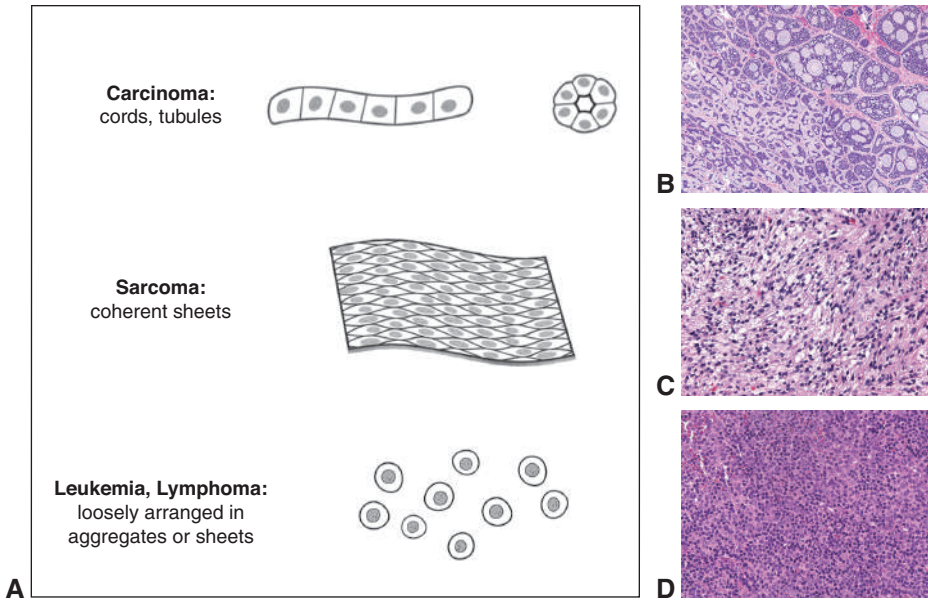 Carcinoma:
cords, tubules
Sarcoma:
coherent sheets
Leukemia, Lymphoma:
loosely arranged in
aggregates or sheets
A
B
C
D